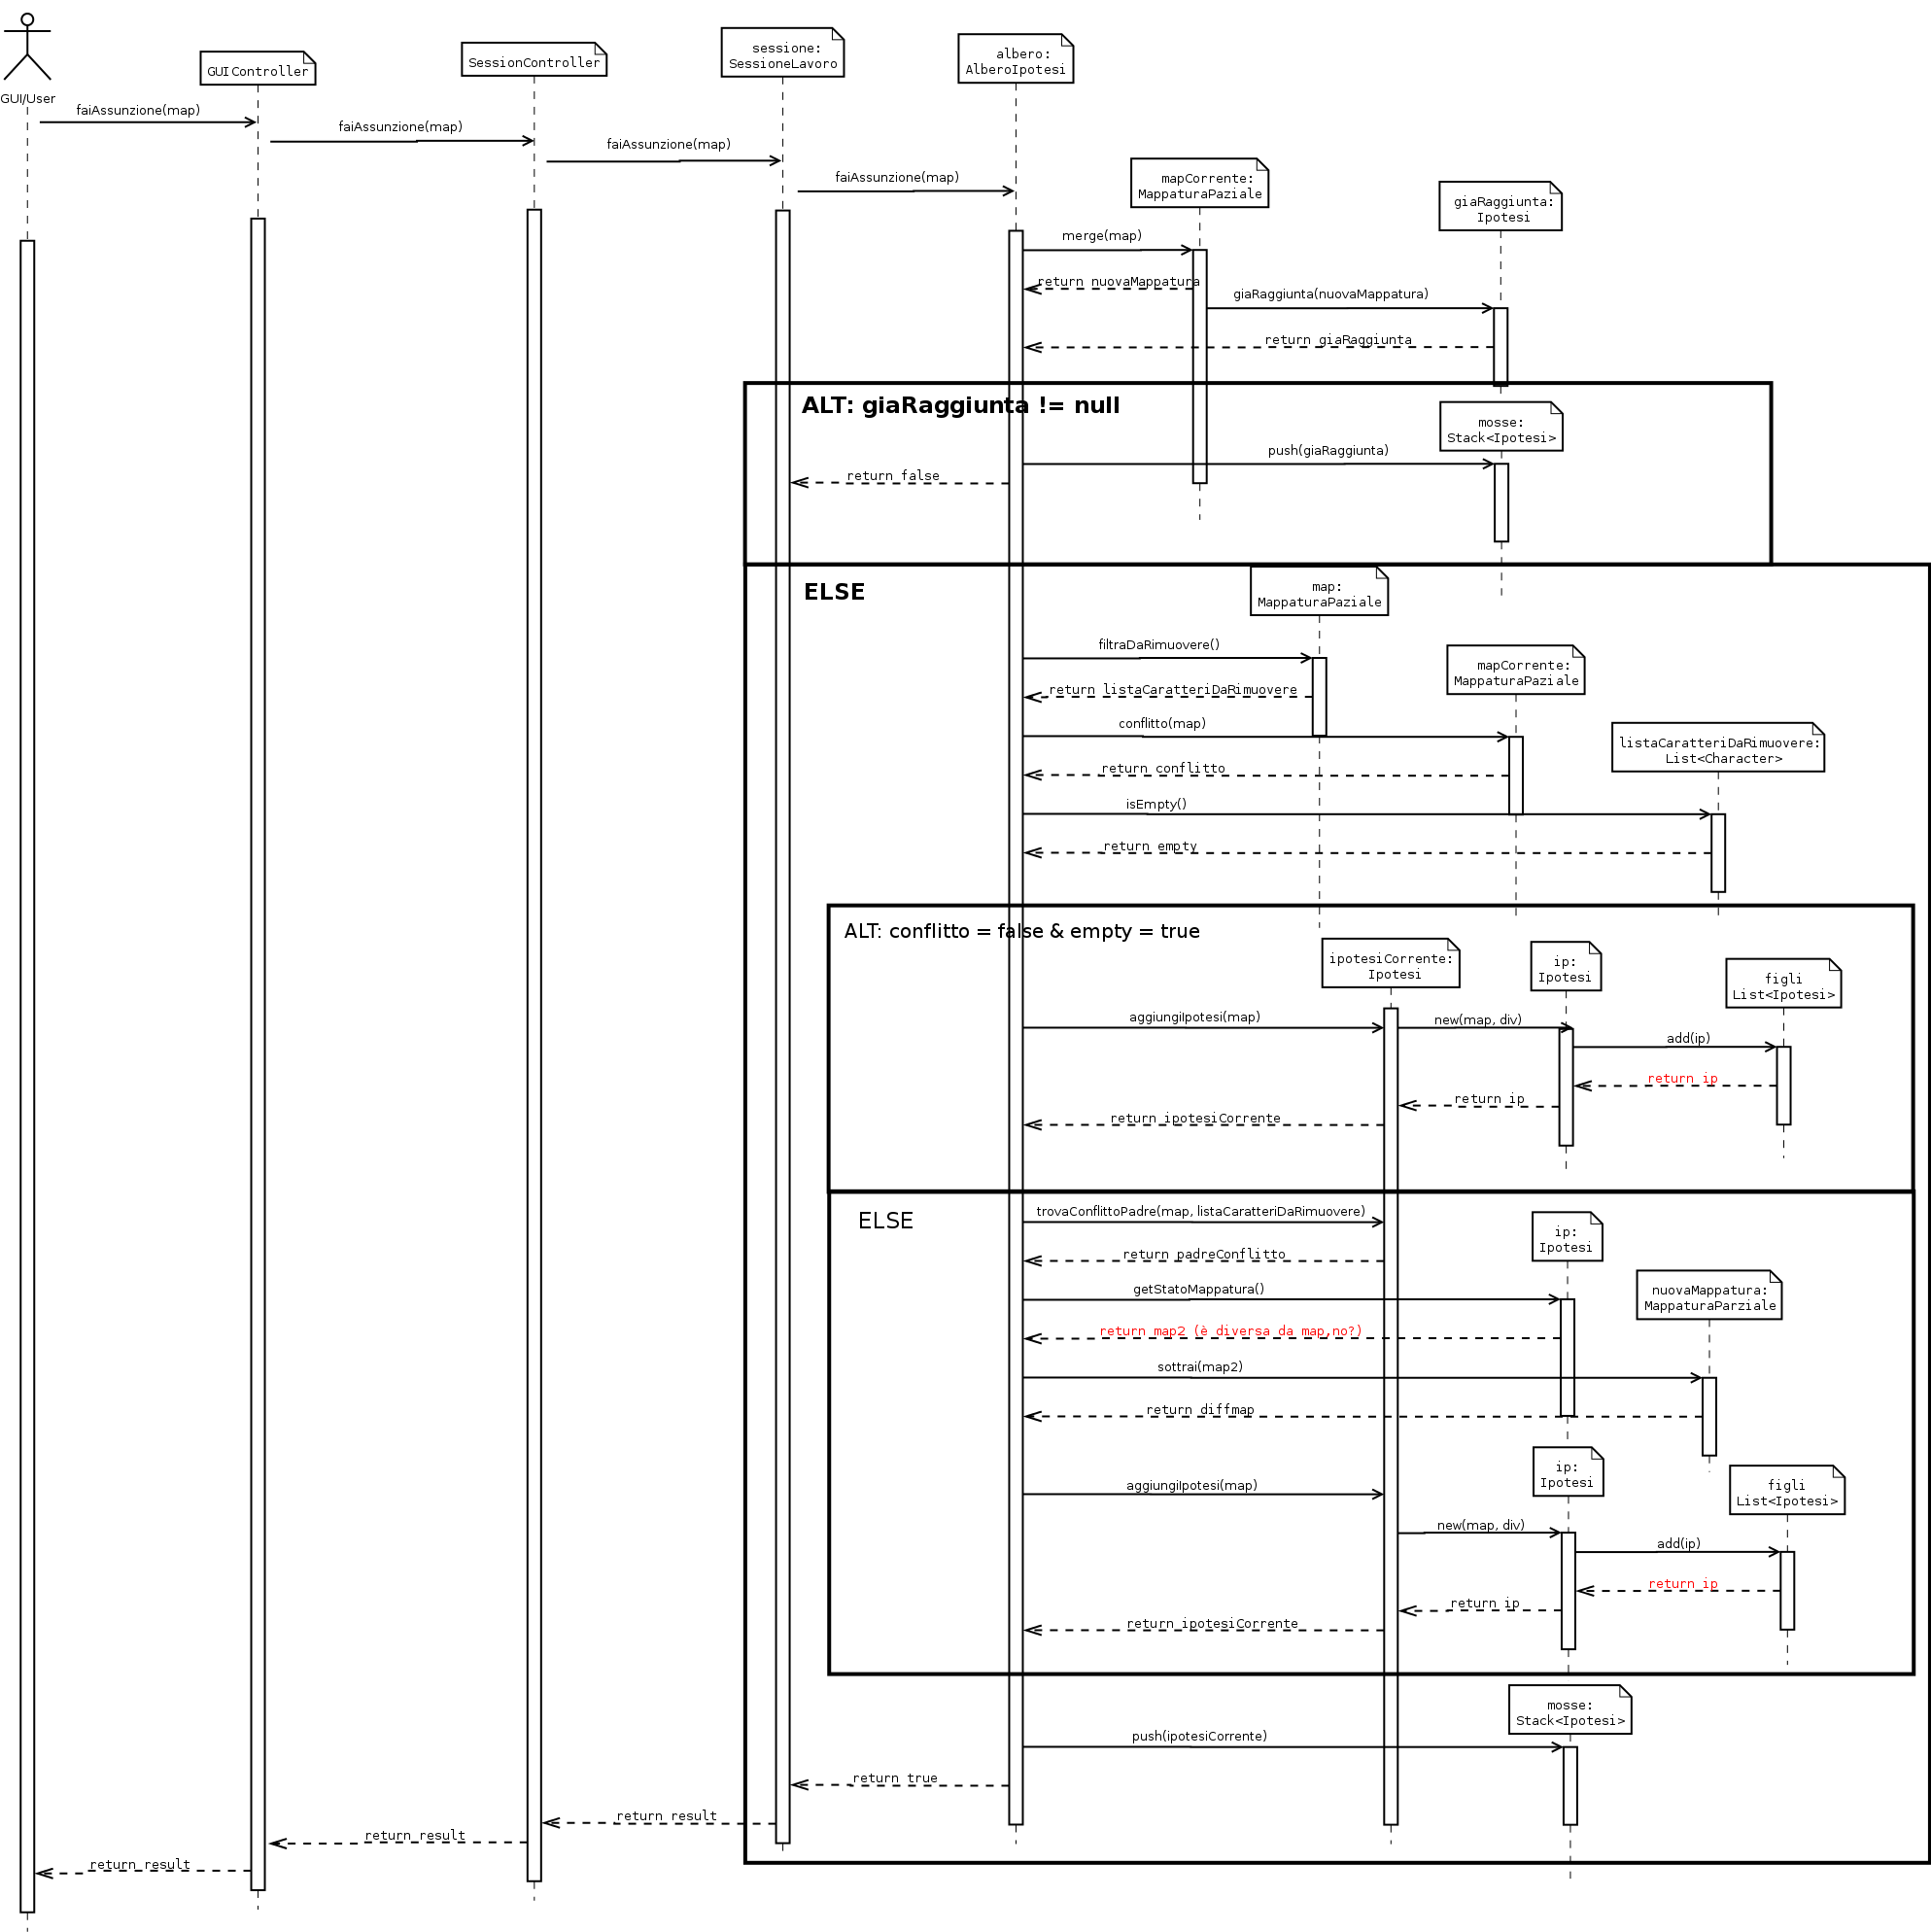 GUI/User
GUIController
SessionController
sessione:
SessioneLavoro
albero:
AlberoIpotesi
faiAssunzione(map)
faiAssunzione(map)
faiAssunzione(map)
faiAssunzione(map)
mapCorrente:
MappaturaPaziale
giaRaggiunta:
Ipotesi
merge(map)
return nuovaMappatura
giaRaggiunta(nuovaMappatura)
return giaRaggiunta
ALT: giaRaggiunta != null
mosse:
Stack<Ipotesi>
push(giaRaggiunta)
return false
ELSE
map:
MappaturaPaziale
filtraDaRimuovere()
mapCorrente:
MappaturaPaziale
return listaCaratteriDaRimuovere
conflitto(map)
listaCaratteriDaRimuovere:
List<Character>
return conflitto
isEmpty()
return empty
ALT: conflitto = false & empty = true
ipotesiCorrente:
Ipotesi
ip:
Ipotesi
figli
List<Ipotesi>
aggiungiIpotesi(map)
new(map, div)
add(ip)
return ip
return ip
return ipotesiCorrente
ELSE
trovaConflittoPadre(map, listaCaratteriDaRimuovere)
ip:
Ipotesi
return padreConflitto
getStatoMappatura()
nuovaMappatura:
MappaturaParziale
return map2 (è diversa da map,no?)
sottrai(map2)
return diffmap
ip:
Ipotesi
figli
List<Ipotesi>
aggiungiIpotesi(map)
new(map, div)
add(ip)
return ip
return ip
return ipotesiCorrente
mosse:
Stack<Ipotesi>
push(ipotesiCorrente)
return true
return result
return result
return result